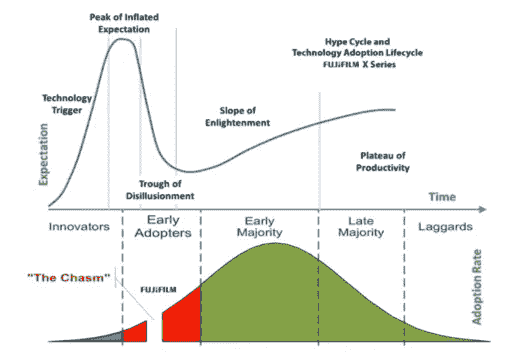 Peak of Inflated
Expectation
Hype Cycle and
Technology Adoption Lifecycle
FUJIFILM X Series
Technology
Trigger
Slope of
Enlightenment
Expectation
Plateau of
Productivity
Trough of
Disillusionment
Time
Innovators
Early
Adopters
Early
Majority
Late
Majority
Laggards
"The Chasm"
FUJIFILM
Adoption Rate